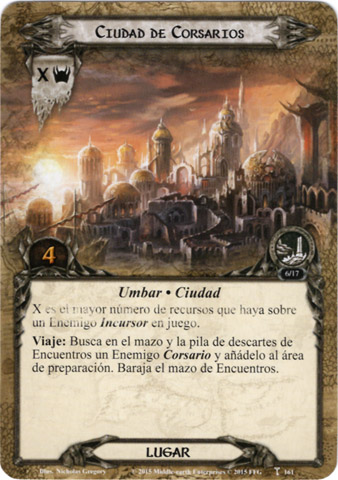 CIUDAD DE CORSARIOS
X
4
6/17
Umbar • Ciudad
X es el mayor número de recursos que haya sobre
un Enemigo Incursor en juego.
Viaje: Busca en el mazo y la pila de descartes de
Encuentros un Enemigo Corsario y añádelo al área
de preparación. Baraja el mazo de Encuentros.
LUGAR
Ilus. Nicholas Gregory © 2015 Middle-earth Enterprises © 2015 FFG 161